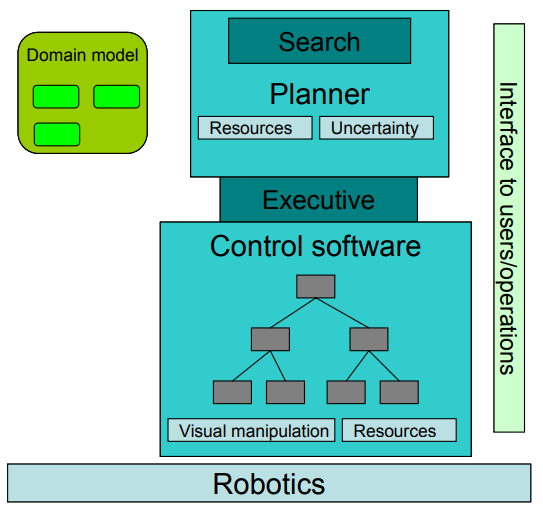 Domain model
Search
Planner
Resources
Uncertainty
Executive
Control software
Visual manipulation
Resources
Interface to users/operations
Robotics